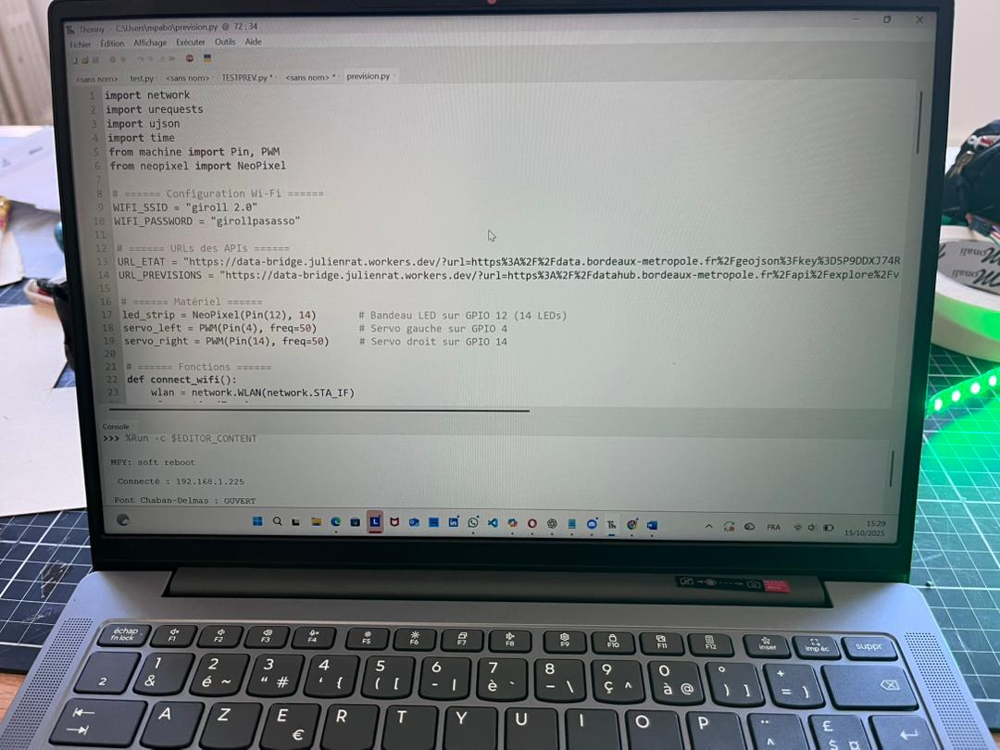 Thonny - C:\Users\mpabo\prevision.py @ 72:34
Fichier Édition Affichage Exécuter Outils Aide
<sans nom> test.py <sans nom> TESTPREV.py * <sans nom> * prevision.py
1 import network
2 import urequests
3 import ujson
4 import time
5 from machine import Pin, PWM
6 from neopixel import NeoPixel
7
8 # ====== Configuration Wi-Fi ======
9 WIFI_SSID = "giroll 2.0"
10 WIFI_PASSWORD = "girollpasasso"
11
12 # ====== URLs des APIs ======
13 URL_ETAT = "https://data-bridge.julienrat.workers.dev/?url=https%3A%2F%2Fdata.bordeaux-metropole.fr%2Fgeojson%3Fkey%3D5P9DDXJ74R
14 URL_PREVISIONS = "https://data-bridge.julienrat.workers.dev/?url=https%3A%2F%2Fdatahub.bordeaux-metropole.fr%2Fapi%2Fexplore%2Fv
15
16 # ====== Matériel ======
17 led_strip = NeoPixel(Pin(12), 14) # Bandeau LED sur GPIO 12 (14 LEDs)
18 servo_left = PWM(Pin(4), freq=50) # Servo gauche sur GPIO 4
19 servo_right = PWM(Pin(14), freq=50) # Servo droit sur GPIO 14
20
21 # ====== Fonctions ======
22 def connect_wifi():
23 wlan = network.WLAN(network.STA_IF)
Console
>>> %Run -c $EDITOR_CONTENT
MPY: soft reboot
Connecté : 192.168.1.225
Pont Chaban-Delmas : OUVERT
FRA
15:29
15/10/2025
échap F1 F2 F3 F4 F5 F6 F7 F8 F9 F10 F11 F12 inser imp éc suppr
fn lock
2 1 & 2 é ~ 3 " # 4 ' { 5 ( [ 6 - | 7 è ` 8 _ \ 9 ç ^ 0 à @ ° ) ] + = }
A Z E € R T Y U I O P ¨ ^ £ $ ¤